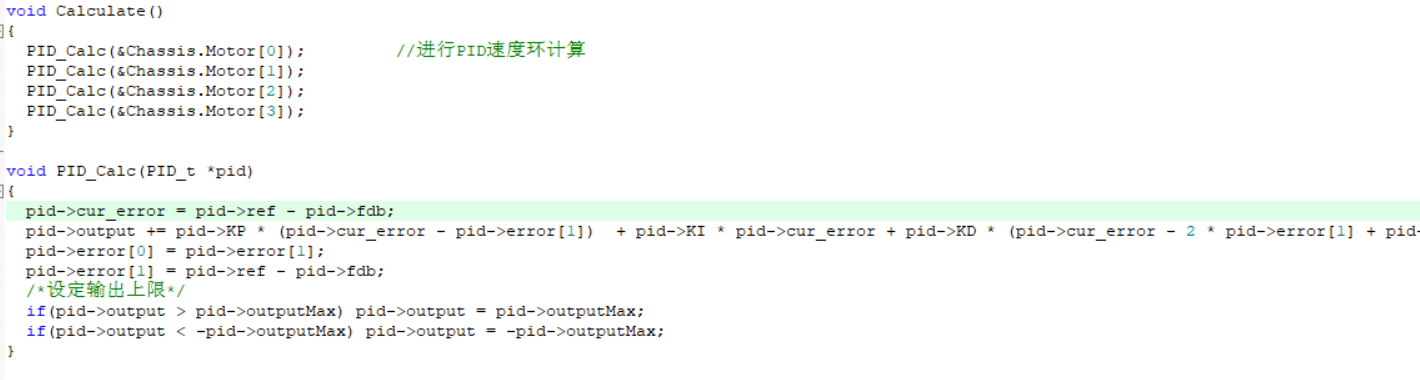 void Calculate()
{
PID_Calc(&Chassis.Motor[0]); //进行PID速度环计算
PID_Calc(&Chassis.Motor[1]);
PID_Calc(&Chassis.Motor[2]);
PID_Calc(&Chassis.Motor[3]);
}
void PID_Calc(PID_t *pid)
{
pid->cur_error = pid->ref - pid->fdb;
pid->output += pid->KP * (pid->cur_error - pid->error[1]) + pid->KI * pid->cur_error + pid->KD * (pid->cur_error - 2 * pid->error[1] + pid-
pid->error[0] = pid->error[1];
pid->error[1] = pid->ref - pid->fdb;
/*设定输出上限*/
if(pid->output > pid->outputMax) pid->output = pid->outputMax;
if(pid->output < -pid->outputMax) pid->output = -pid->outputMax;
}